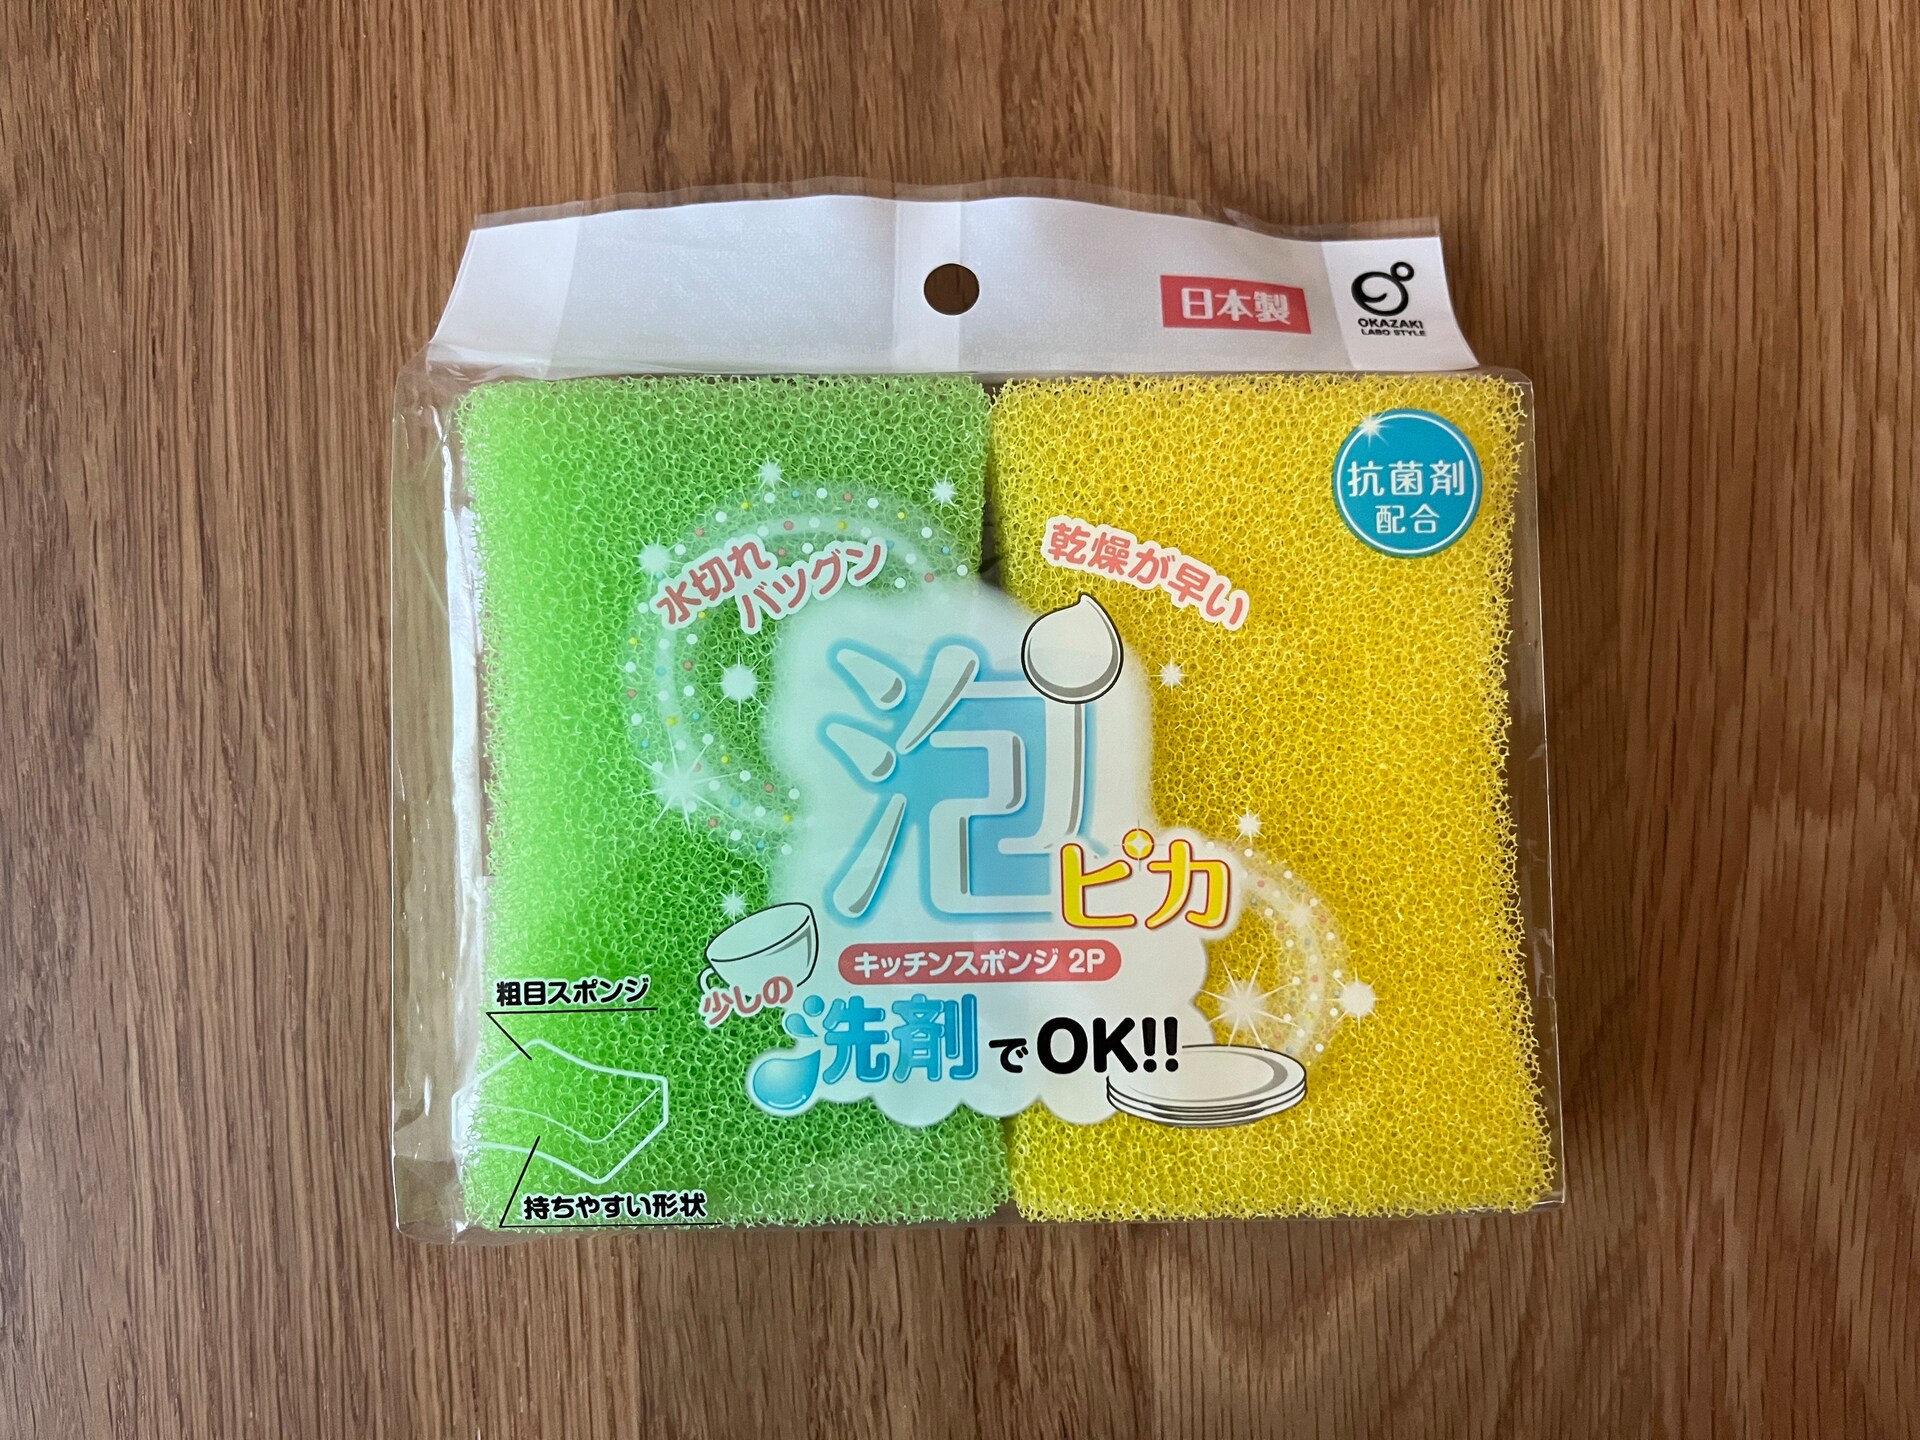 日本製
OKAZAKI
LABO STYLE
抗菌剤
配合
水切れ
バツグン
乾燥が早い
泡
ピカ
キッチンスポンジ 2P
少しの
洗剤でOK!!
粗目スポンジ
持ちやすい形状